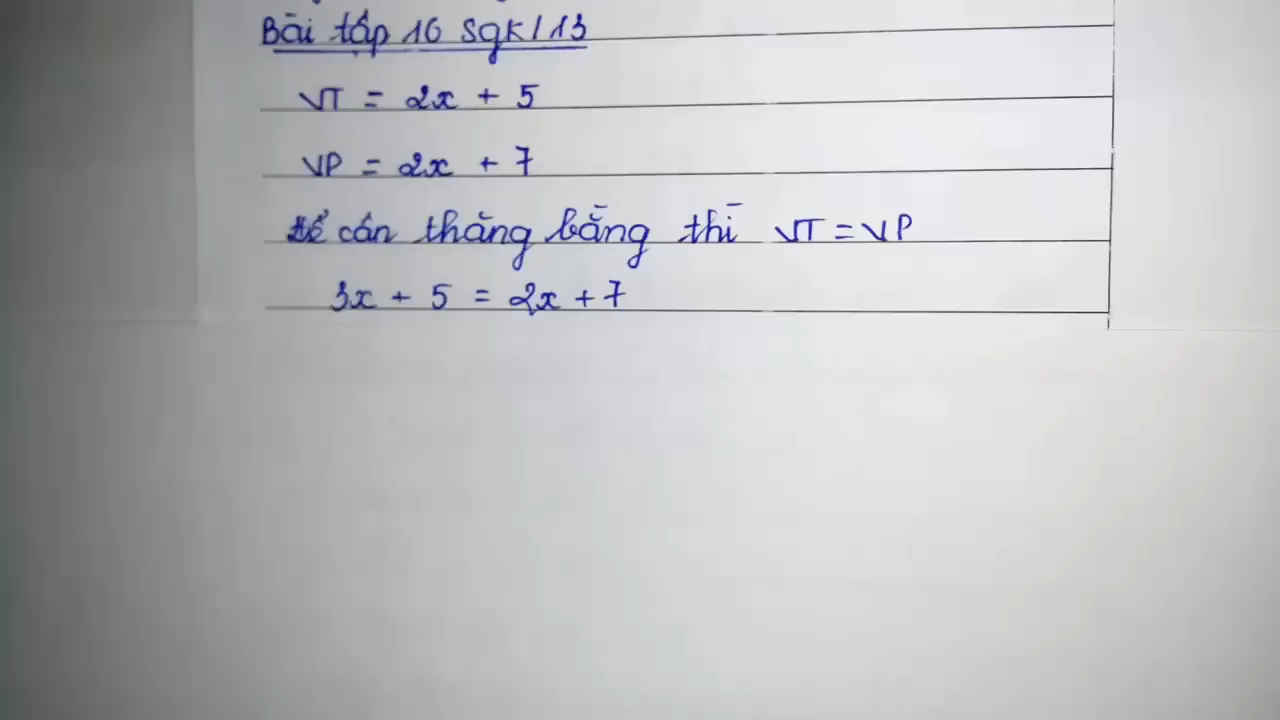 Bài tập 16 sgk/13
VT = 2x + 5
VP = 2x + 7
Để cân thăng bằng thì VT = VP
3x + 5 = 2x + 7